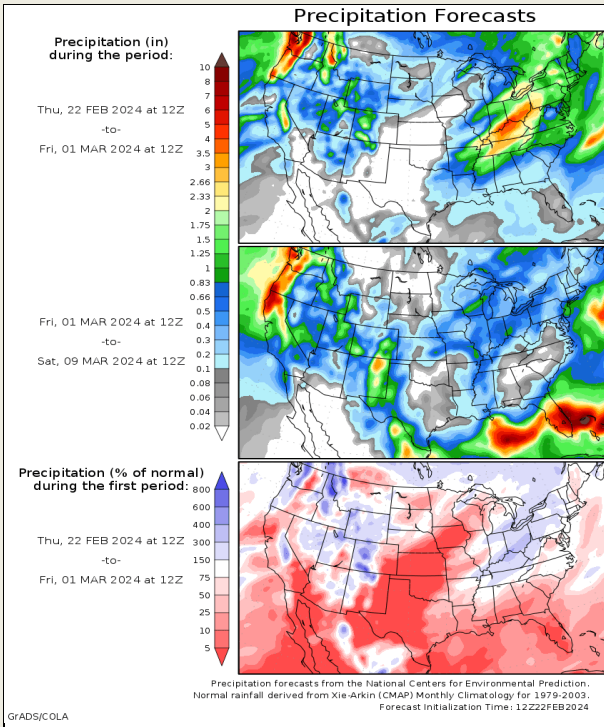 Precipitation Forecasts
Precipitation (in)
during the period:
Thu, 22 FEB 2024 at 12Z
-to-
Fri, 01 MAR 2024 at 12Z
10
8
7
6
5
4
3.5
3
2.66
2.33
2
1.75
1.5
1.25
1
0.83
0.66
0.5
0.4
0.3
0.2
0.1
0.08
0.06
0.04
0.02
Fri, 01 MAR 2024 at 12Z
-to-
Sat, 09 MAR 2024 at 12Z
Precipitation (% of normal)
during the first period:
Thu, 22 FEB 2024 at 12Z
-to-
Fri, 01 MAR 2024 at 12Z
800
600
400
300
150
75
50
25
10
5
Precipitation forecasts from the National Centers for Environmental Prediction.
Normal rainfall derived from Xie-Arkin (CMAP) Monthly Climatology for 1979-2003.
Forecast Initialization Time: 12Z22FEB2024
GrADS/COLA